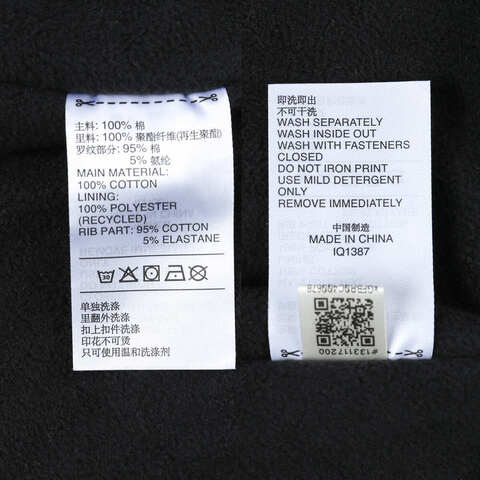 主料: 100% 棉
里料: 100% 聚酯纤维(再生聚酯)
罗纹部分: 95% 棉
5% 氨纶
MAIN MATERIAL:
100% COTTON
LINING:
100% POLYESTER
(RECYCLED)
RIB PART: 95% COTTON
5% ELASTANE
30
单独洗涤
里翻外洗涤
扣上扣件洗涤
印花不可烫
只可使用温和洗涤剂
即洗即出
不可干洗
WASH SEPARATELY
WASH INSIDE OUT
WASH WITH FASTENERS
CLOSED
DO NOT IRON PRINT
USE MILD DETERGENT
ONLY
REMOVE IMMEDIATELY
中国制造
MADE IN CHINA
IQ1387
#133117200